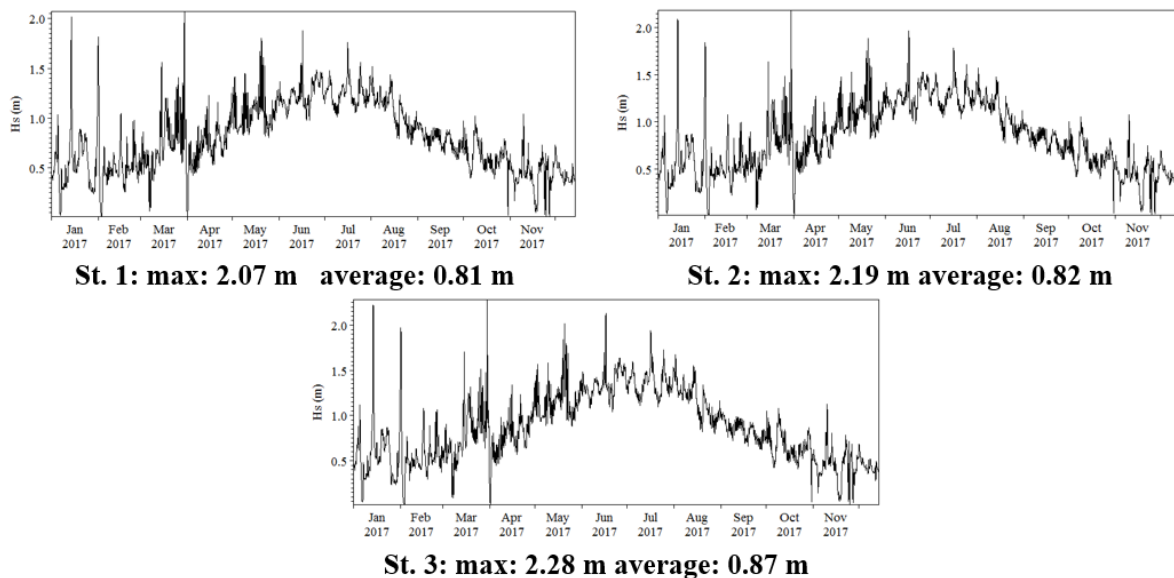 Hs (m)
2.0
1.5
1.0
0.5
Jan Feb Mar Apr May Jun Jul Aug Sep Oct Nov
2017 2017 2017 2017 2017 2017 2017 2017 2017 2017 2017
St. 1: max: 2.07 m average: 0.81 m
Hs (m)
2.0
1.5
1.0
0.5
Jan Feb Mar Apr May Jun Jul Aug Sep Oct Nov
2017 2017 2017 2017 2017 2017 2017 2017 2017 2017 2017
St. 2: max: 2.19 m average: 0.82 m
Hs (m)
2.0
1.5
1.0
0.5
Jan Feb Mar Apr May Jun Jul Aug Sep Oct Nov
2017 2017 2017 2017 2017 2017 2017 2017 2017 2017 2017
St. 3: max: 2.28 m average: 0.87 m